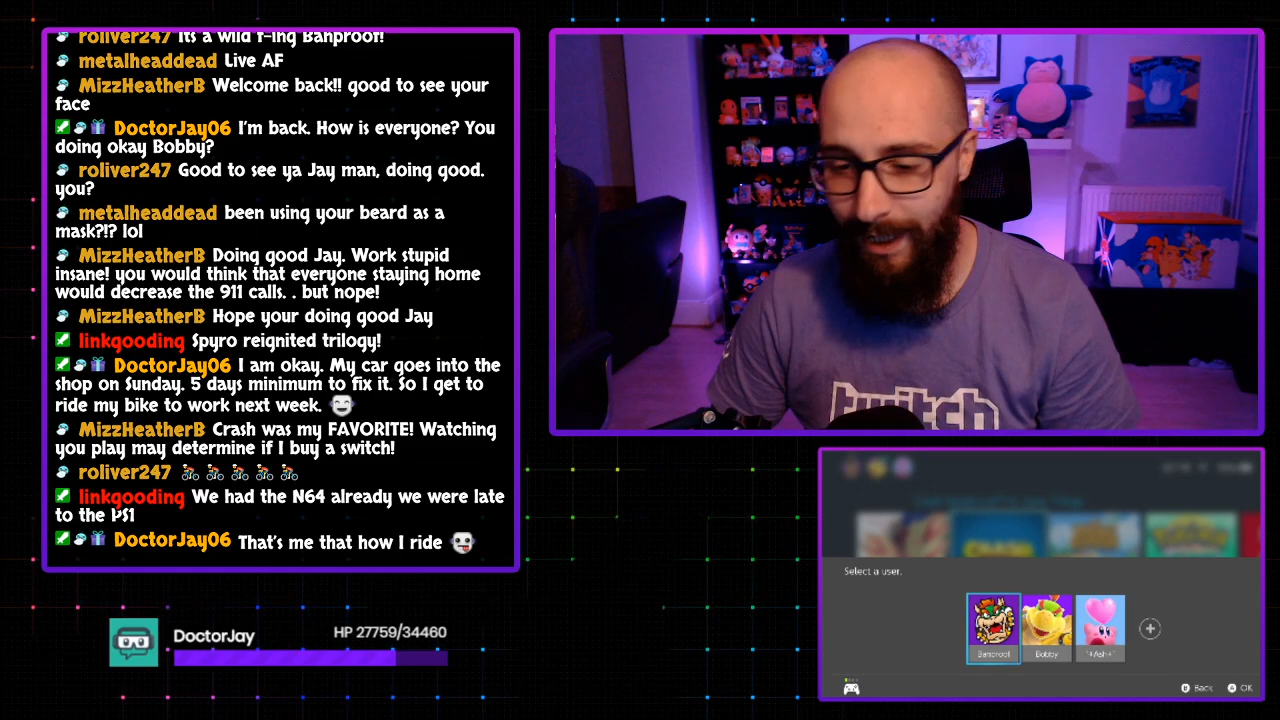 roliver247 Its a wild f-ing Banproof!
metalheaddead Live AF
MizzHeatherB Welcome back!! good to see your
face
DoctorJay06 I'm back. How is everyone? You
doing okay Bobby?
roliver247 Good to see ya Jay man, doing good.
you?
metalheaddead been using your beard as a
mask?!? lol
MizzHeatherB Doing good Jay. Work stupid
insane! you would think that everyone staying home
would decrease the 911 calls. . but nope!
MizzHeatherB Hope your doing good Jay
linkgooding Spyro reignited trilogy!
DoctorJay06 I am okay. My car goes into the
shop on Sunday. 5 days minimum to fix it. So I get to
ride my bike to work next week.
MizzHeatherB Crash was my FAVORITE! Watching
you play may determine if I buy a switch!
roliver247
linkgooding We had the N64 already we were late
to the PS1
DoctorJay06 That's me that how I ride
DoctorJay HP 27759/34460
twitch
Select a user.
Banproof Bobby *+Ash+*
Back OK